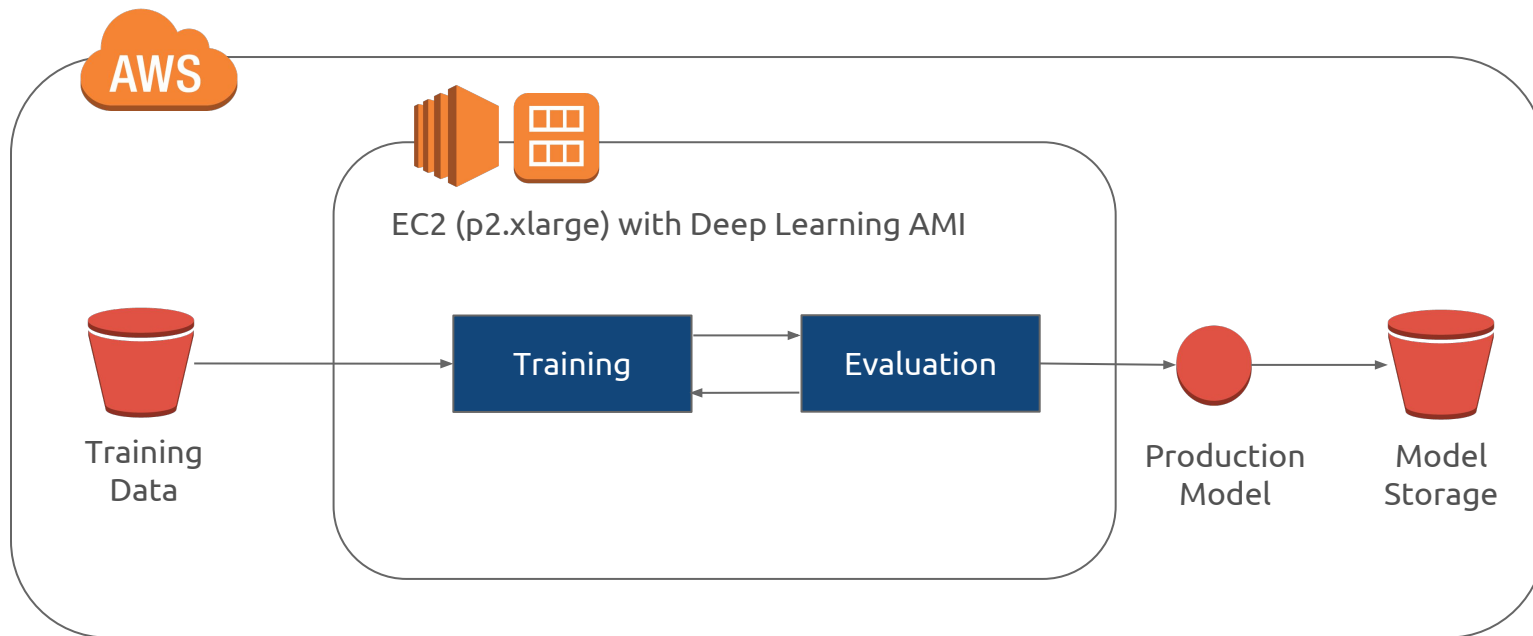 AWS
EC2 (p2.xlarge) with Deep Learning AMI
Training
Evaluation
Training
Data
Production
Model
Model
Storage